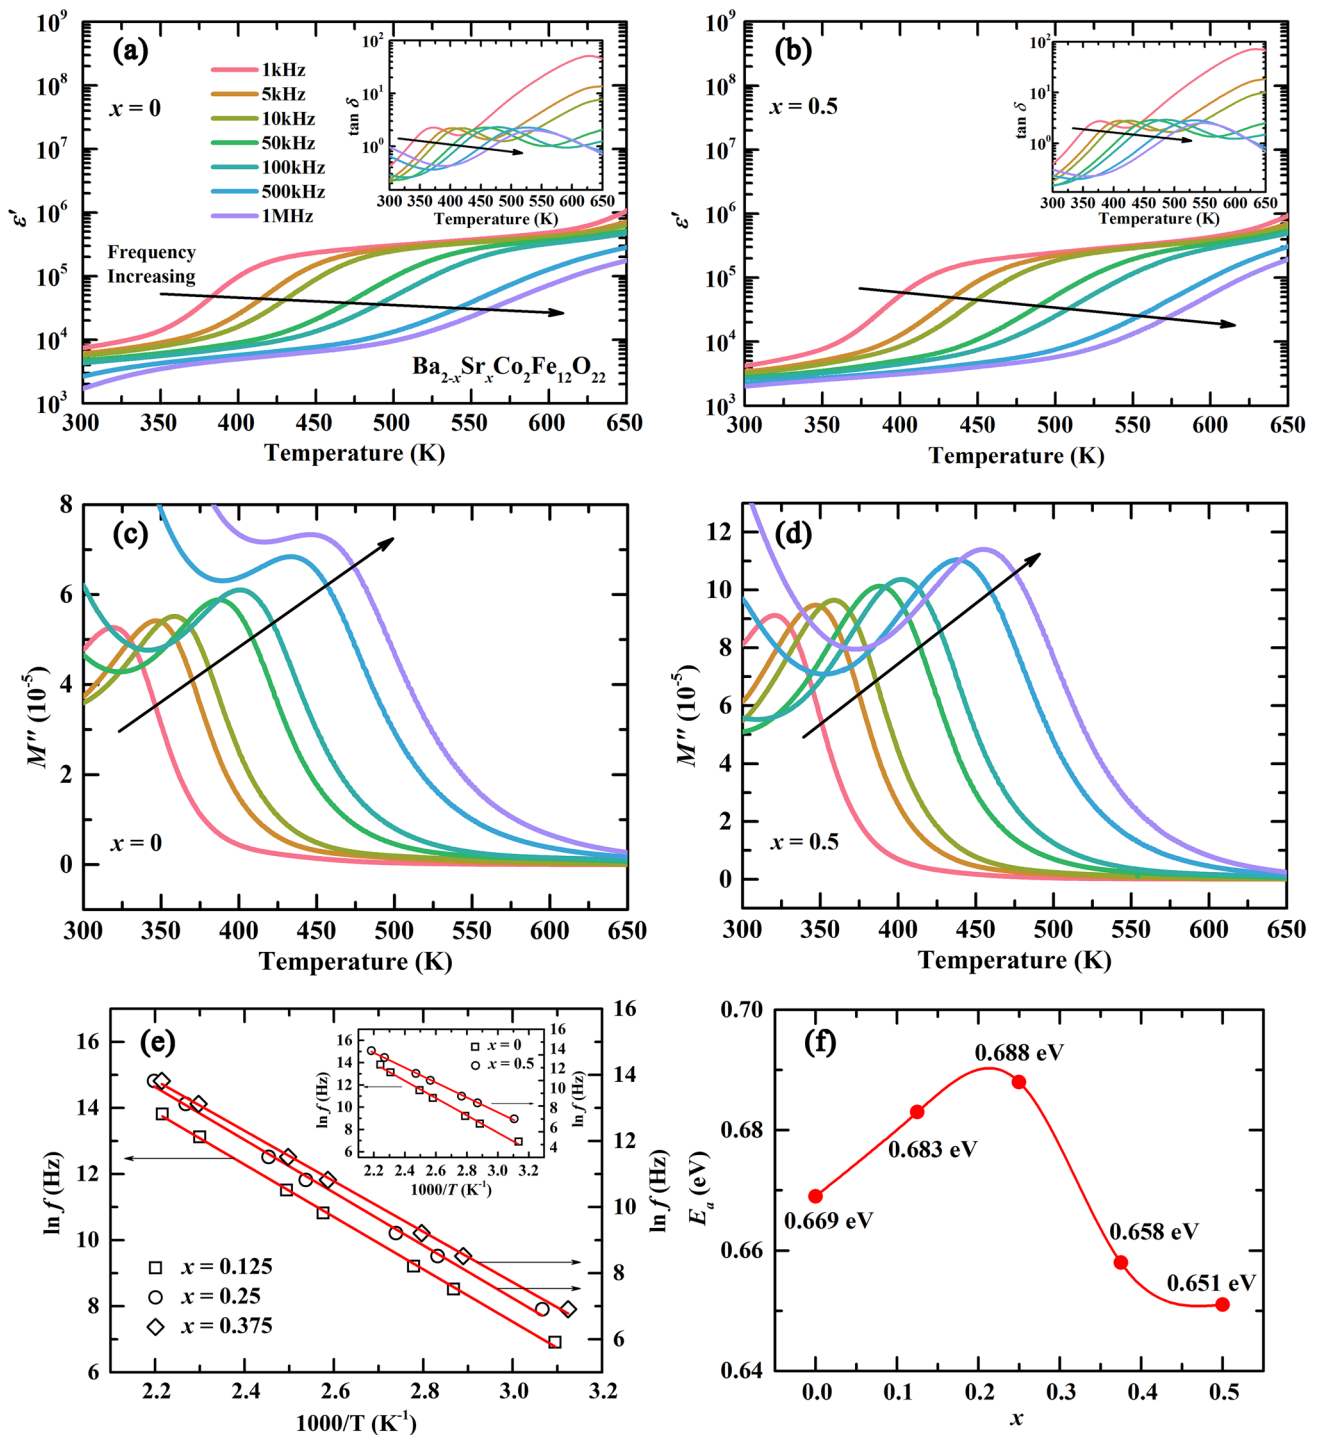 (a)
x = 0
1kHz
5kHz
10kHz
50kHz
100kHz
500kHz
1MHz
Frequency
Increasing
Ba2-xSrxCo2Fe12O22
ε′
10^9
10^8
10^7
10^6
10^5
10^4
10^3
300 350 400 450 500 550 600 650
Temperature (K)
tan δ
10^2
10^1
10^0
300 350 400 450 500 550 600 650
Temperature (K)
(b)
x = 0.5
ε′
10^9
10^8
10^7
10^6
10^5
10^4
10^3
300 350 400 450 500 550 600 650
Temperature (K)
tan δ
10^2
10^1
10^0
300 350 400 450 500 550 600 650
Temperature (K)
(c)
x = 0
M″ (10^-5)
8
6
4
2
0
300 350 400 450 500 550 600 650
Temperature (K)
(d)
x = 0.5
M″ (10^-5)
12
10
8
6
4
2
0
300 350 400 450 500 550 600 650
Temperature (K)
(e)
ln f (Hz)
16
14
12
10
8
6
2.2 2.4 2.6 2.8 3.0 3.2
1000/T (K^-1)
16
14
12
10
8
6
ln f (Hz)
x = 0.125
x = 0.25
x = 0.375
x = 0
x = 0.5
ln f (Hz)
16
14
12
10
8
6
2.2 2.4 2.6 2.8 3.0 3.2
1000/T (K^-1)
16
14
12
10
8
6
4
ln f (Hz)
(f)
Ea (eV)
0.70
0.68
0.66
0.64
0.669 eV
0.683 eV
0.688 eV
0.658 eV
0.651 eV
0.0 0.1 0.2 0.3 0.4 0.5
x